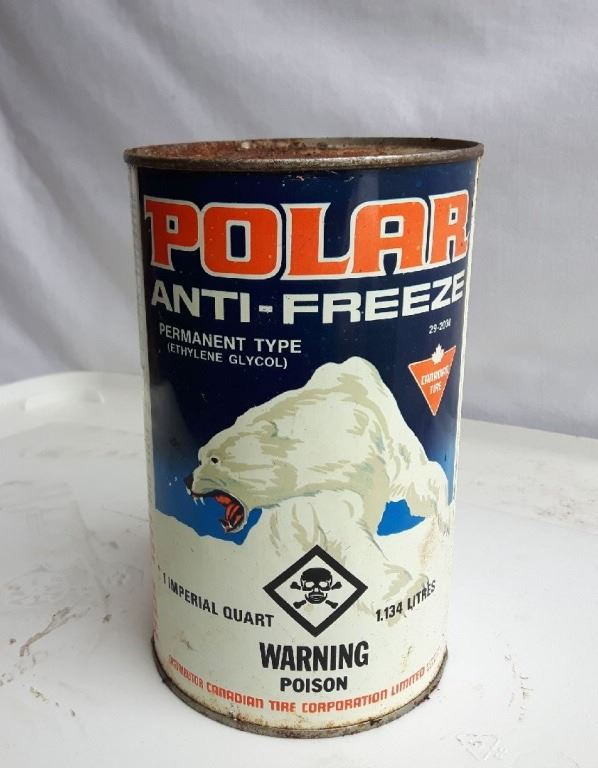 POLAR
ANTI-FREEZE
PERMANENT TYPE
(ETHYLENE GLYCOL)
29-2034
CANADIAN
TIRE
1 IMPERIAL QUART
1.134 LITRES
WARNING
POISON
DISTRIBUTOR CANADIAN TIRE CORPORATION LIMITED